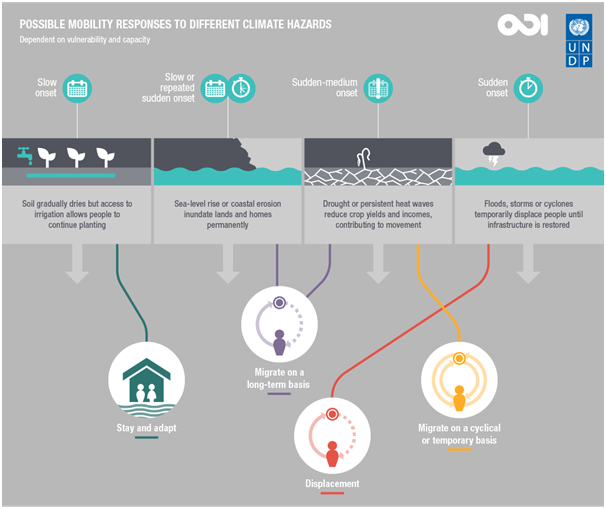 POSSIBLE MOBILITY RESPONSES TO DIFFERENT CLIMATE HAZARDS
Dependent on vulnerability and capacity
ODI
U N
D P
Slow
onset
Slow or
repeated
sudden onset
Sudden-medium
onset
Sudden
onset
Soil gradually dries but access to
irrigation allows people to
continue planting
Sea-level rise or coastal erosion
inundate lands and homes
permanently
Drought or persistent heat waves
reduce crop yields and incomes,
contributing to movement
Floods, storms or cyclones
temporarily displace people until
infrastructure is restored
Migrate on a
long-term basis
Stay and adapt
Migrate on a cyclical
or temporary basis
Displacement